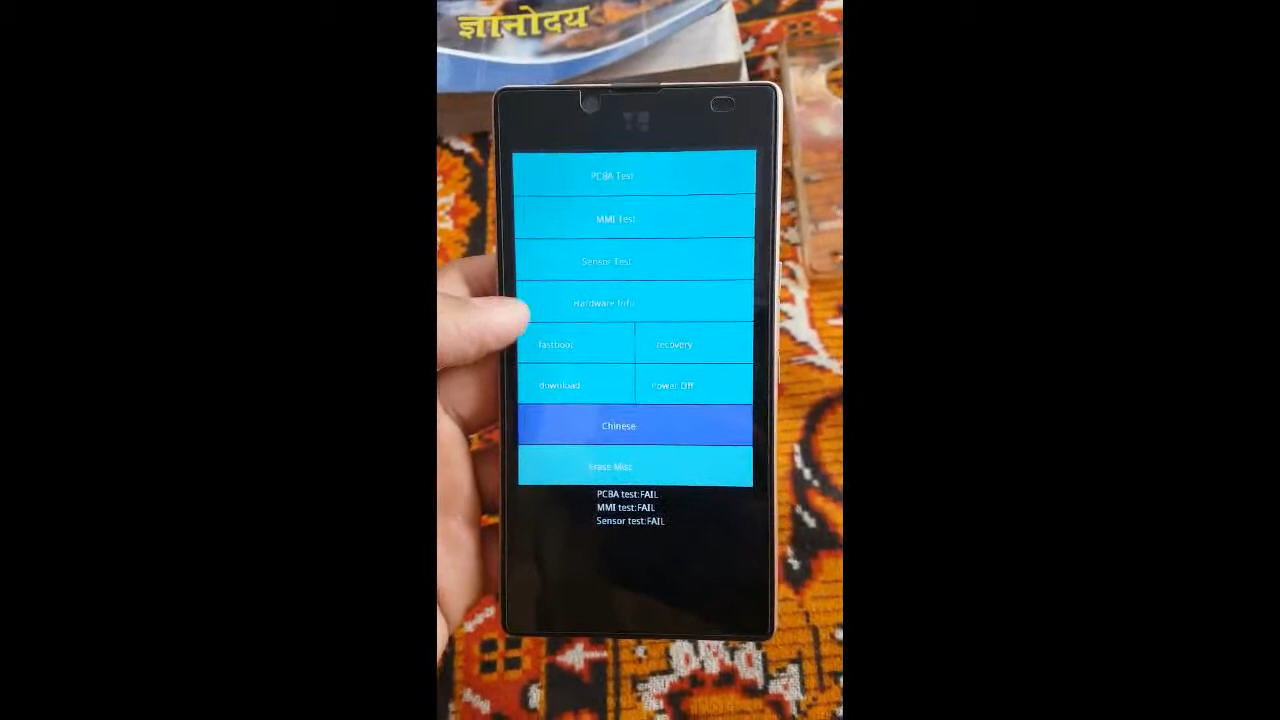 ज्ञानोदय
PCBA Test
MMI Test
Sensor Test
Hardware Info
fastboot
recovery
download
Power Off
Chinese
Erase Misc
PCBA test:FAIL
MMI test:FAIL
Sensor test:FAIL